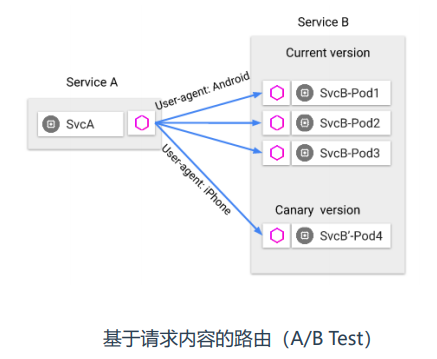 Service B
Current version
Service A
User-agent: Android
SvcA
SvcB-Pod1
SvcB-Pod2
SvcB-Pod3
User-agent: iPhone
Canary version
SvcB'-Pod4
基于请求内容的路由（A/B Test）